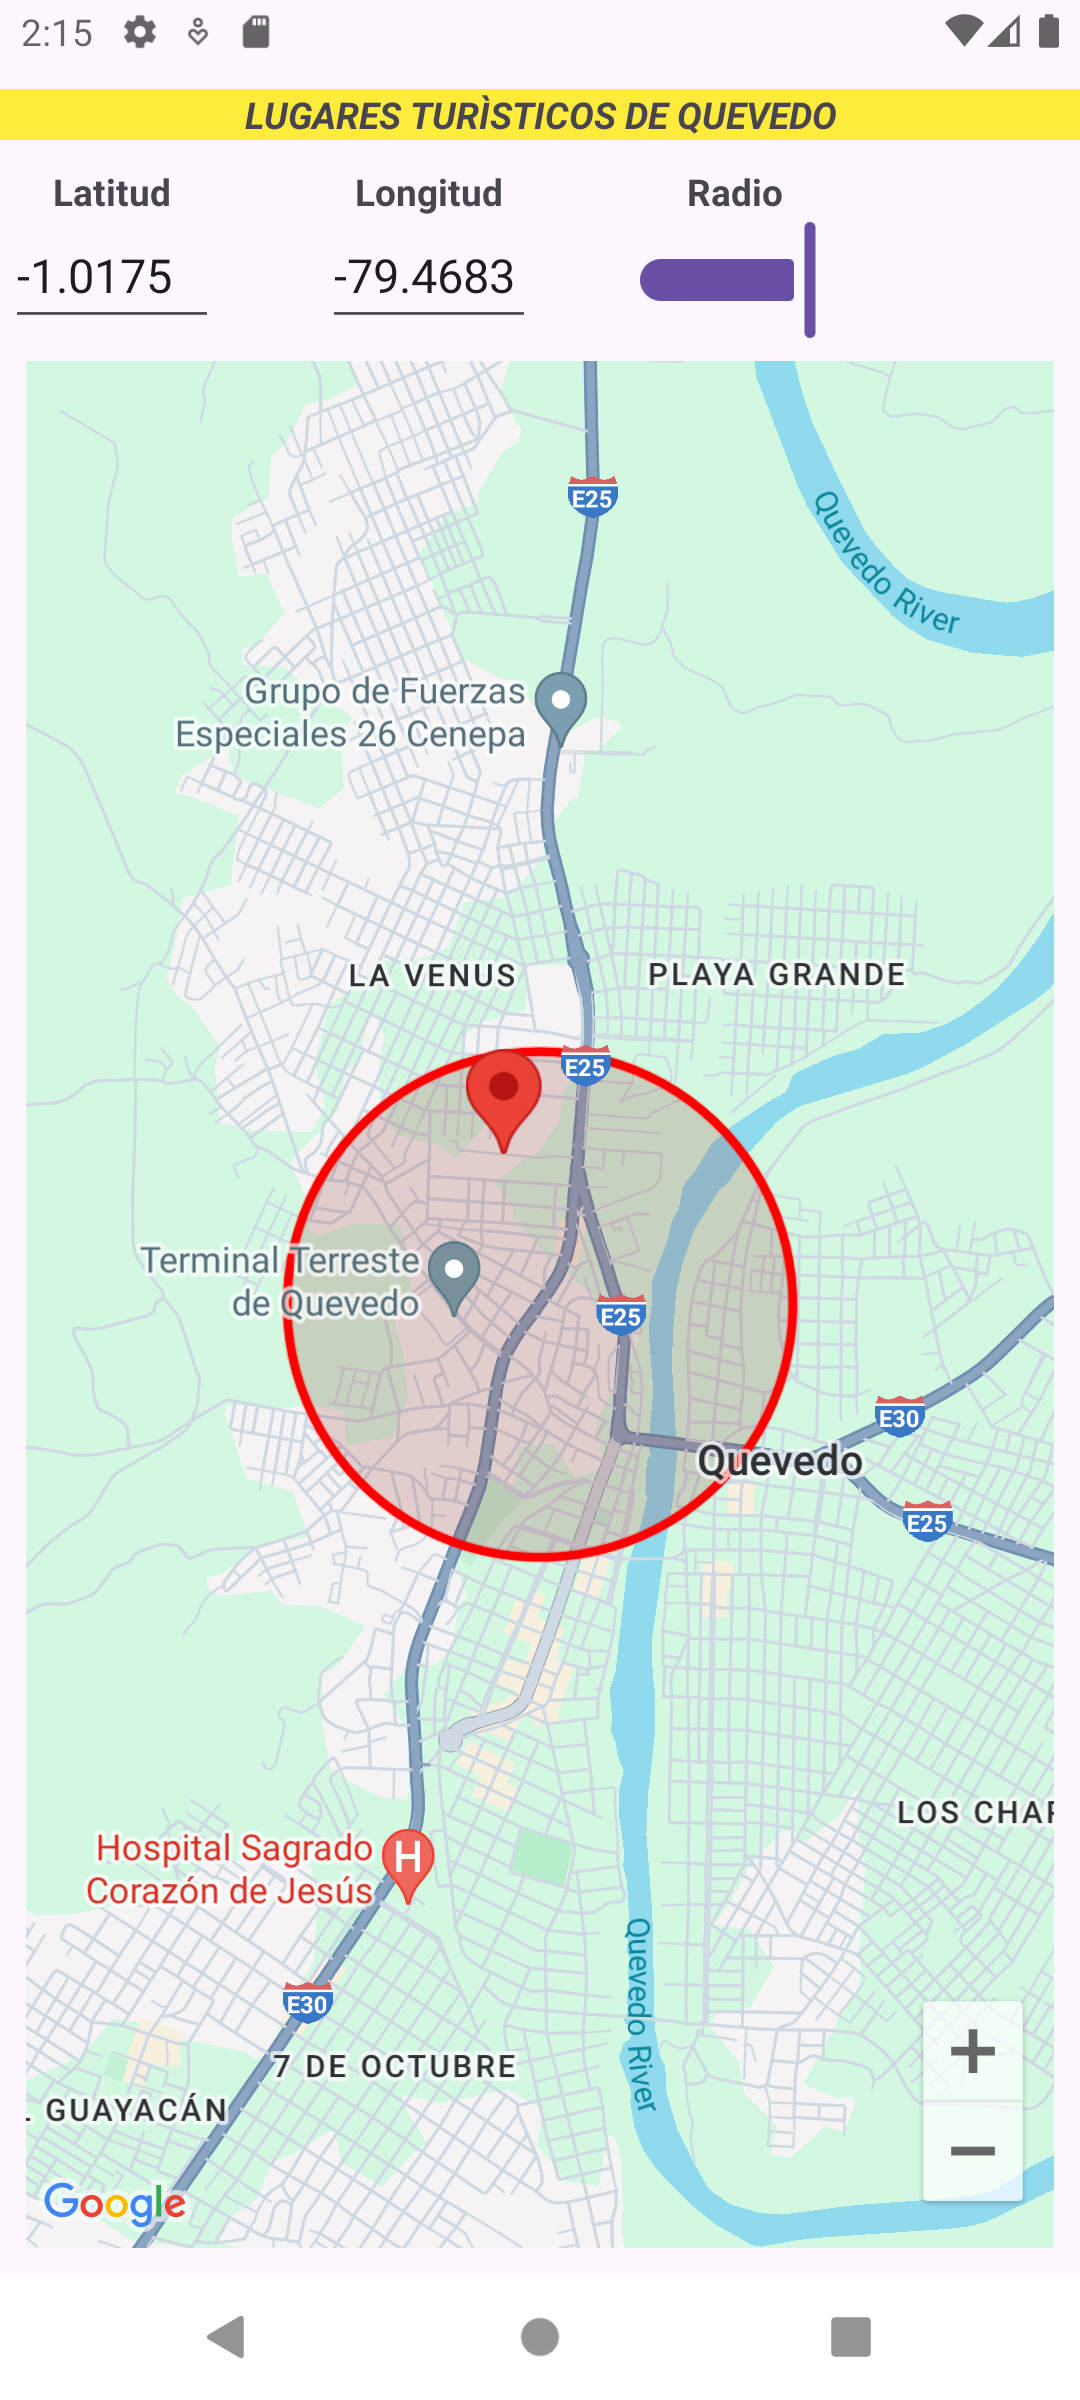 2:15
LUGARES TURÌSTICOS DE QUEVEDO
Latitud Longitud Radio
-1.0175 -79.4683
E25
Quevedo River
Grupo de Fuerzas
Especiales 26 Cenepa
LA VENUS
PLAYA GRANDE
E25
Terminal Terreste
de Quevedo
E25
E30
Quevedo
E25
LOS CHAP
Hospital Sagrado
Corazón de Jesús
H
Quevedo River
E30
7 DE OCTUBRE
GUAYACÁN
Google